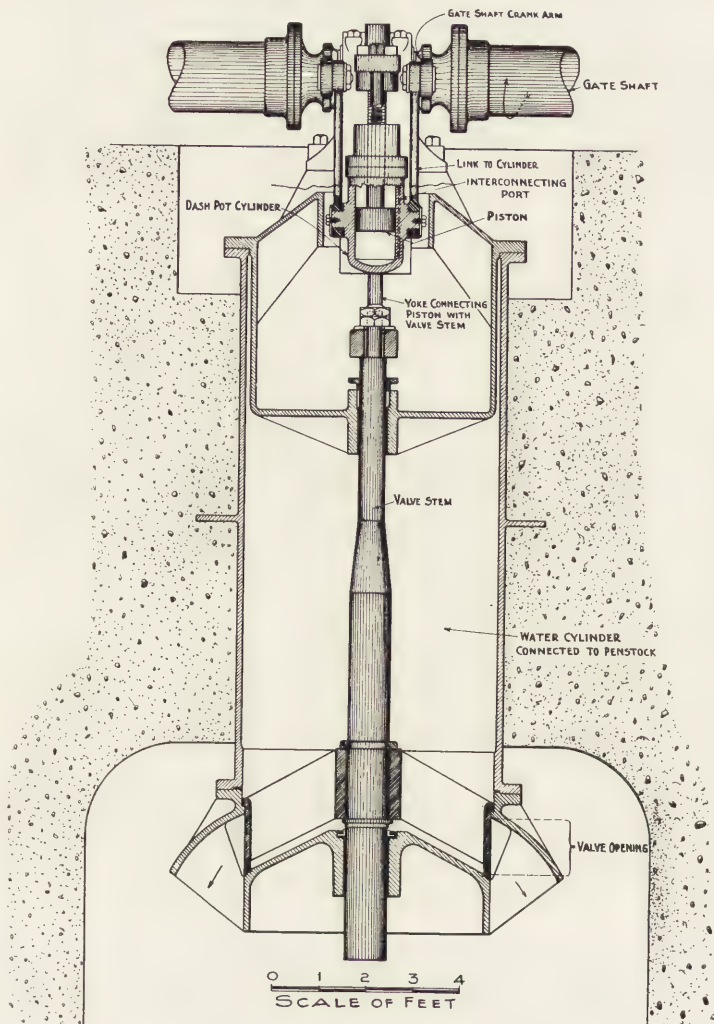 GATE SHAFT CRANK ARM
GATE SHAFT
LINK TO CYLINDER
INTERCONNECTING
PORT
DASH POT CYLINDER
PISTON
YOKE CONNECTING
PISTON WITH
VALVE STEM
VALVE STEM
WATER CYLINDER
CONNECTED TO PENSTOCK
VALVE OPENING
0 1 2 3 4
SCALE OF FEET